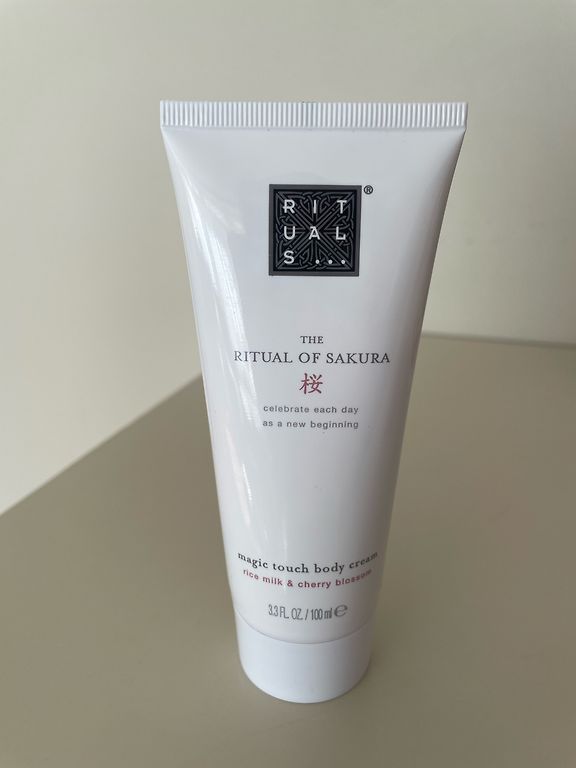 RIT
UAL
S...
®
THE
RITUAL OF SAKURA
桜
celebrate each day
as a new beginning
magic touch body cream
rice milk & cherry blossom
3.3 FL. OZ. / 100 ml ℮